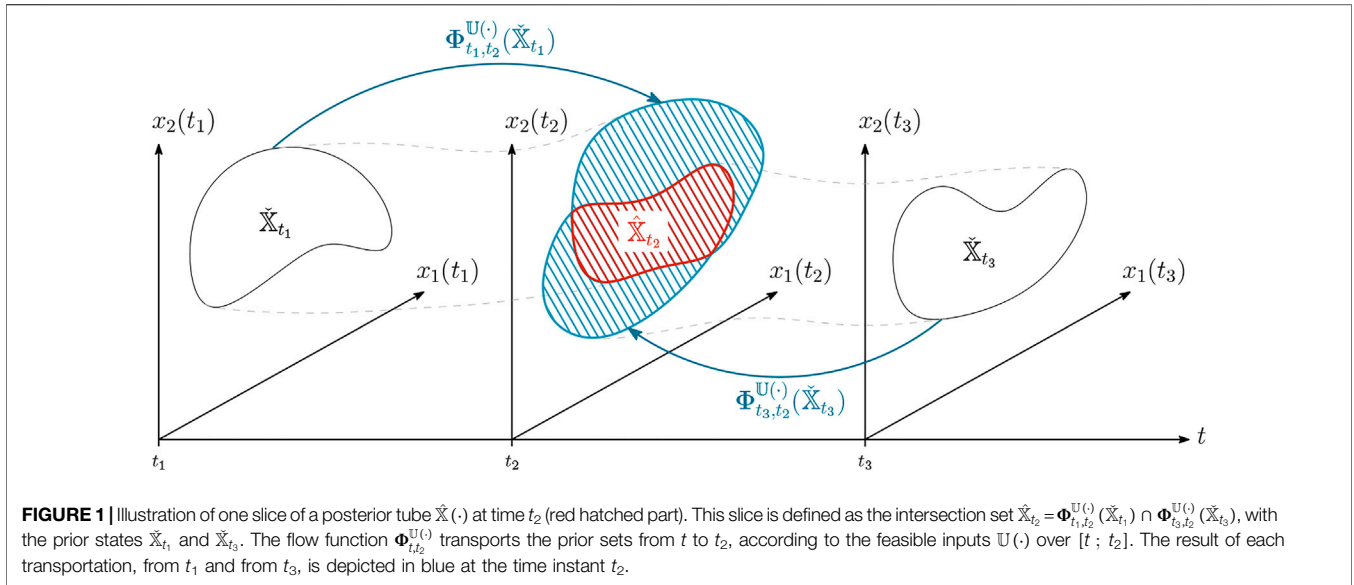 𝚽_{t₁,t₂}^{𝕌(·)}(𝕏̌_{t₁})
x₂(t₁)
x₂(t₂)
x₂(t₃)
𝕏̌_{t₁}
𝕏̂_{t₂}
𝕏̌_{t₃}
x₁(t₁)
x₁(t₂)
x₁(t₃)
𝚽_{t₃,t₂}^{𝕌(·)}(𝕏̌_{t₃})
t
t₁
t₂
t₃
FIGURE 1 | Illustration of one slice of a posterior tube 𝕏̂(·) at time t₂ (red hatched part). This slice is defined as the intersection set 𝕏̂_{t₂} = 𝚽_{t₁,t₂}^{𝕌(·)}(𝕏̌_{t₁}) ∩ 𝚽_{t₃,t₂}^{𝕌(·)}(𝕏̌_{t₃}), with
the prior states 𝕏̌_{t₁} and 𝕏̌_{t₃}. The flow function 𝚽_{t,t₂}^{𝕌(·)} transports the prior sets from t to t₂, according to the feasible inputs 𝕌(·) over [t ; t₂]. The result of each
transportation, from t₁ and from t₃, is depicted in blue at the time instant t₂.